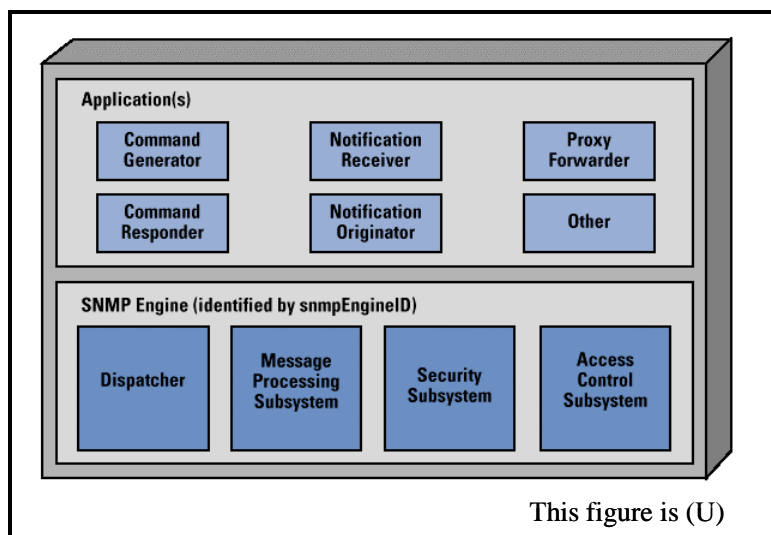 Application(s)
Command
Generator
Notification
Receiver
Proxy
Forwarder
Command
Responder
Notification
Originator
Other
SNMP Engine (identified by snmpEngineID)
Dispatcher
Message
Processing
Subsystem
Security
Subsystem
Access
Control
Subsystem
This figure is (U)